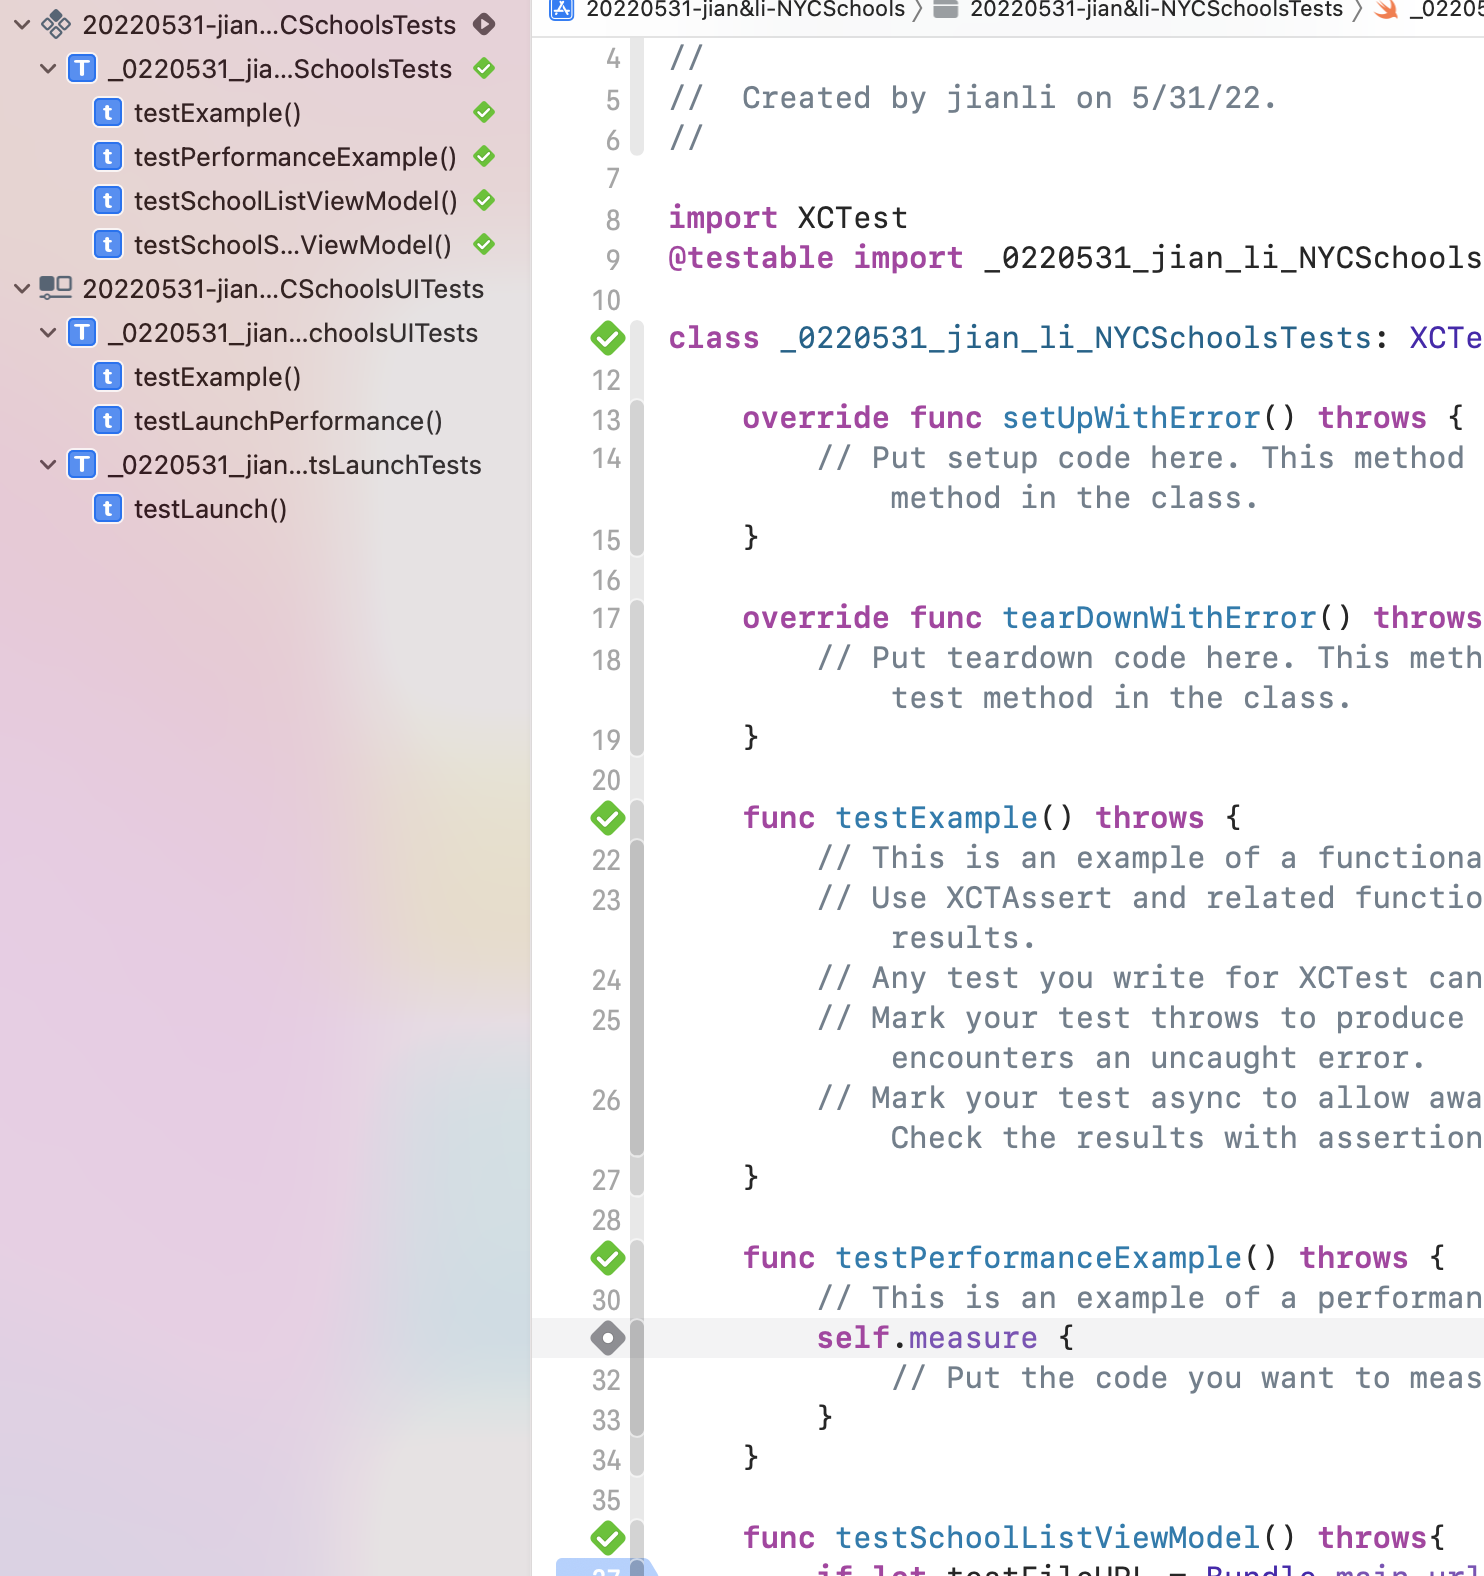 20220531-jian...CSchoolsTests
_0220531_jia...SchoolsTests
t testExample()
t testPerformanceExample()
t testSchoolListViewModel()
t testSchoolS...ViewModel()
20220531-jian...CSchoolsUITests
T _0220531_jian...choolsUITests
t testExample()
t testLaunchPerformance()
T _0220531_jian...tsLaunchTests
t testLaunch()
20220531-jian&li-NYCSchools 〉 20220531-jian&li-NYCSchoolsTests 〉 _02205
4 //
5 //  Created by jianli on 5/31/22.
6 //
7
8 import XCTest
9 @testable import _0220531_jian_li_NYCSchools
10
class _0220531_jian_li_NYCSchoolsTests: XCTe
12
13     override func setUpWithError() throws {
14         // Put setup code here. This method
method in the class.
15     }
16
17     override func tearDownWithError() throws
18         // Put teardown code here. This meth
test method in the class.
19     }
20
func testExample() throws {
22         // This is an example of a functiona
23         // Use XCTAssert and related functio
results.
24         // Any test you write for XCTest can
25         // Mark your test throws to produce
encounters an uncaught error.
26         // Mark your test async to allow awa
Check the results with assertion
27     }
28
func testPerformanceExample() throws {
30         // This is an example of a performan
self.measure {
32             // Put the code you want to meas
33         }
34     }
35
func testSchoolListViewModel() throws{
37         if let testFileURL = Bundle.main.url